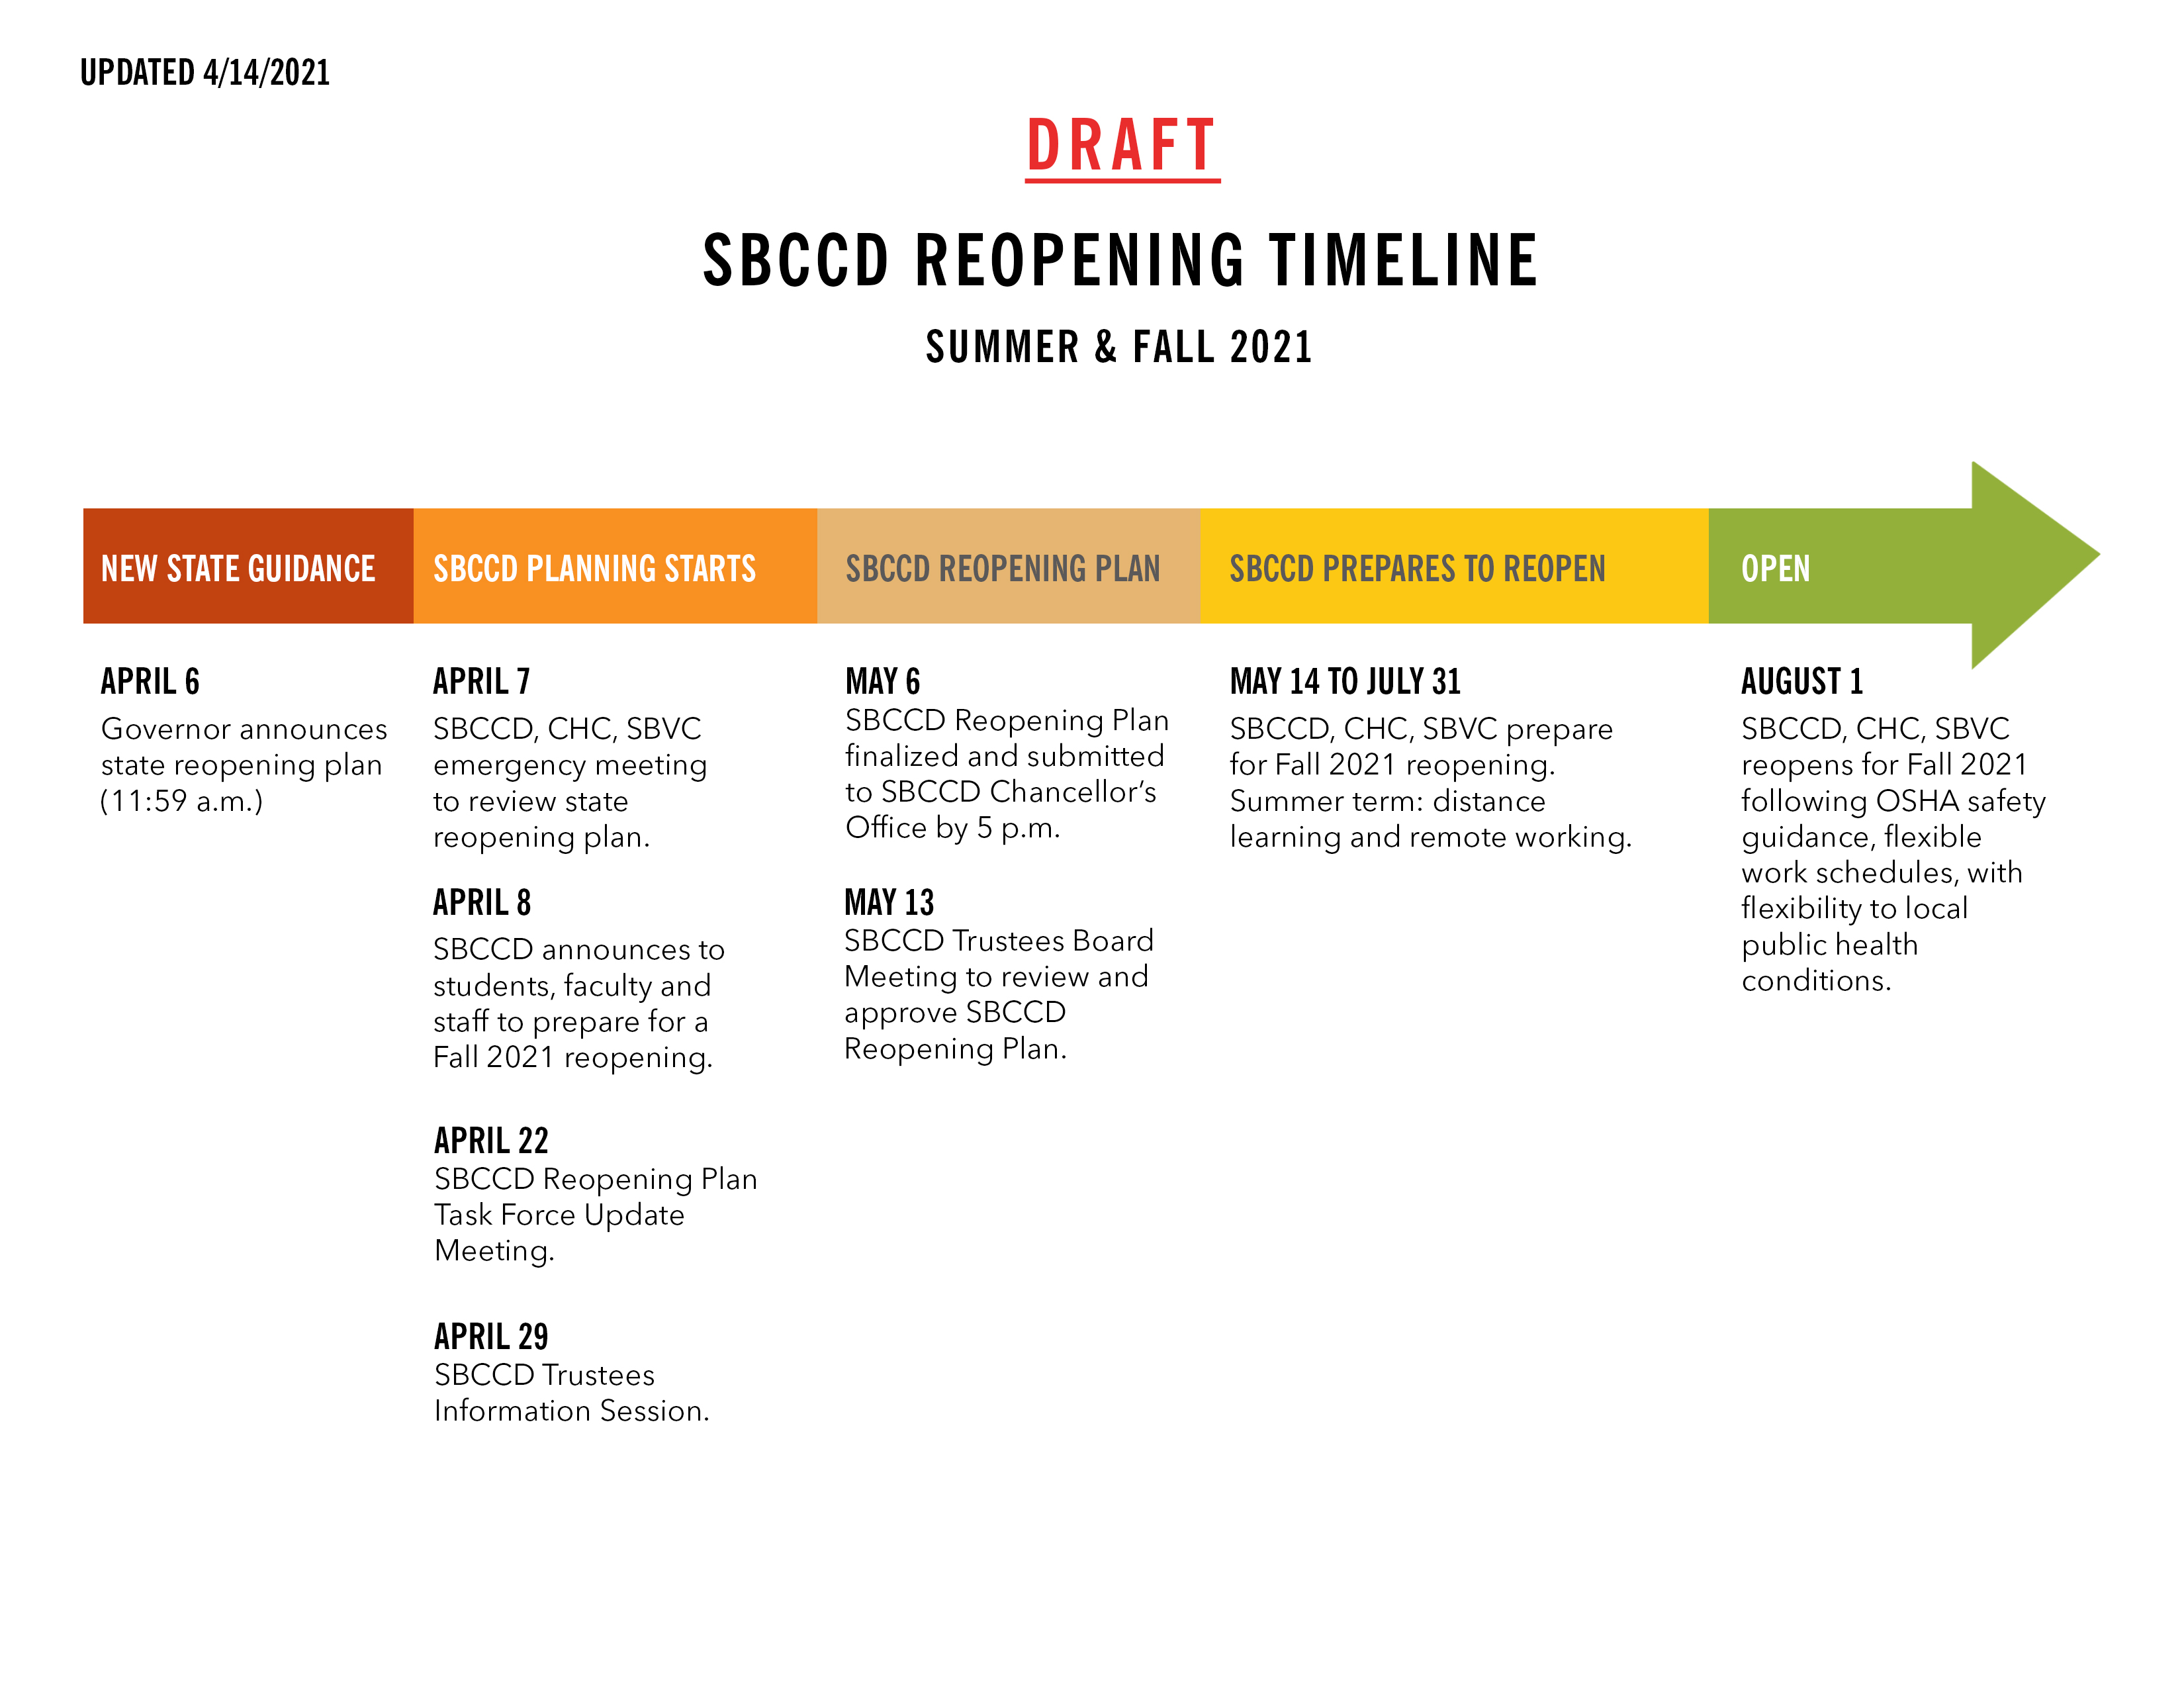 UPDATED 4/14/2021
DRAFT
SBCCD REOPENING TIMELINE
SUMMER & FALL 2021
NEW STATE GUIDANCE
APRIL 6
Governor announces
state reopening plan
(11:59 a.m.)
SBCCD PLANNING STARTS
APRIL 7
SBCCD, CHC, SBVC
emergency meeting
to review state
reopening plan.
APRIL 8
SBCCD announces to
students, faculty and
staff to prepare for a
Fall 2021 reopening.
APRIL 22
SBCCD Reopening Plan
Task Force Update
Meeting.
APRIL 29
SBCCD Trustees
Information Session.
SBCCD REOPENING PLAN
MAY 6
SBCCD Reopening Plan
finalized and submitted
to SBCCD Chancellor’s
Office by 5 p.m.
MAY 13
SBCCD Trustees Board
Meeting to review and
approve SBCCD
Reopening Plan.
SBCCD PREPARES TO REOPEN
MAY 14 TO JULY 31
SBCCD, CHC, SBVC prepare
for Fall 2021 reopening.
Summer term: distance
learning and remote working.
OPEN
AUGUST 1
SBCCD, CHC, SBVC
reopens for Fall 2021
following OSHA safety
guidance, flexible
work schedules, with
flexibility to local
public health
conditions.